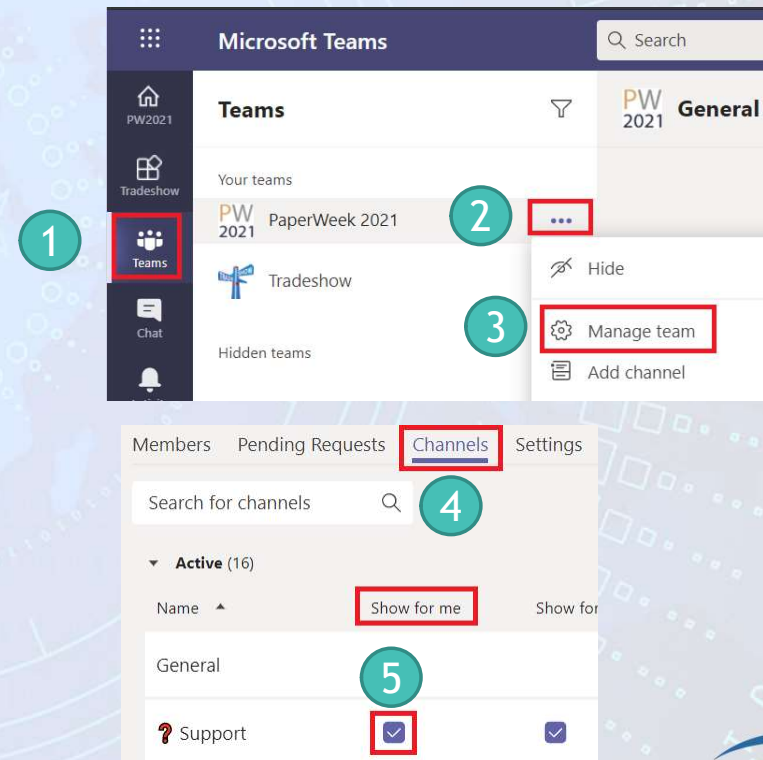 Microsoft Teams
Search
PW2021
Teams
PW
2021
General
Tradeshow
Your teams
1
PW
2021
PaperWeek 2021
2
Teams
Tradeshow
Hide
Chat
3
Manage team
Hidden teams
Add channel
Members Pending Requests Channels Settings
Search for channels
4
Active (16)
Name Show for me Show for
General
5
Support